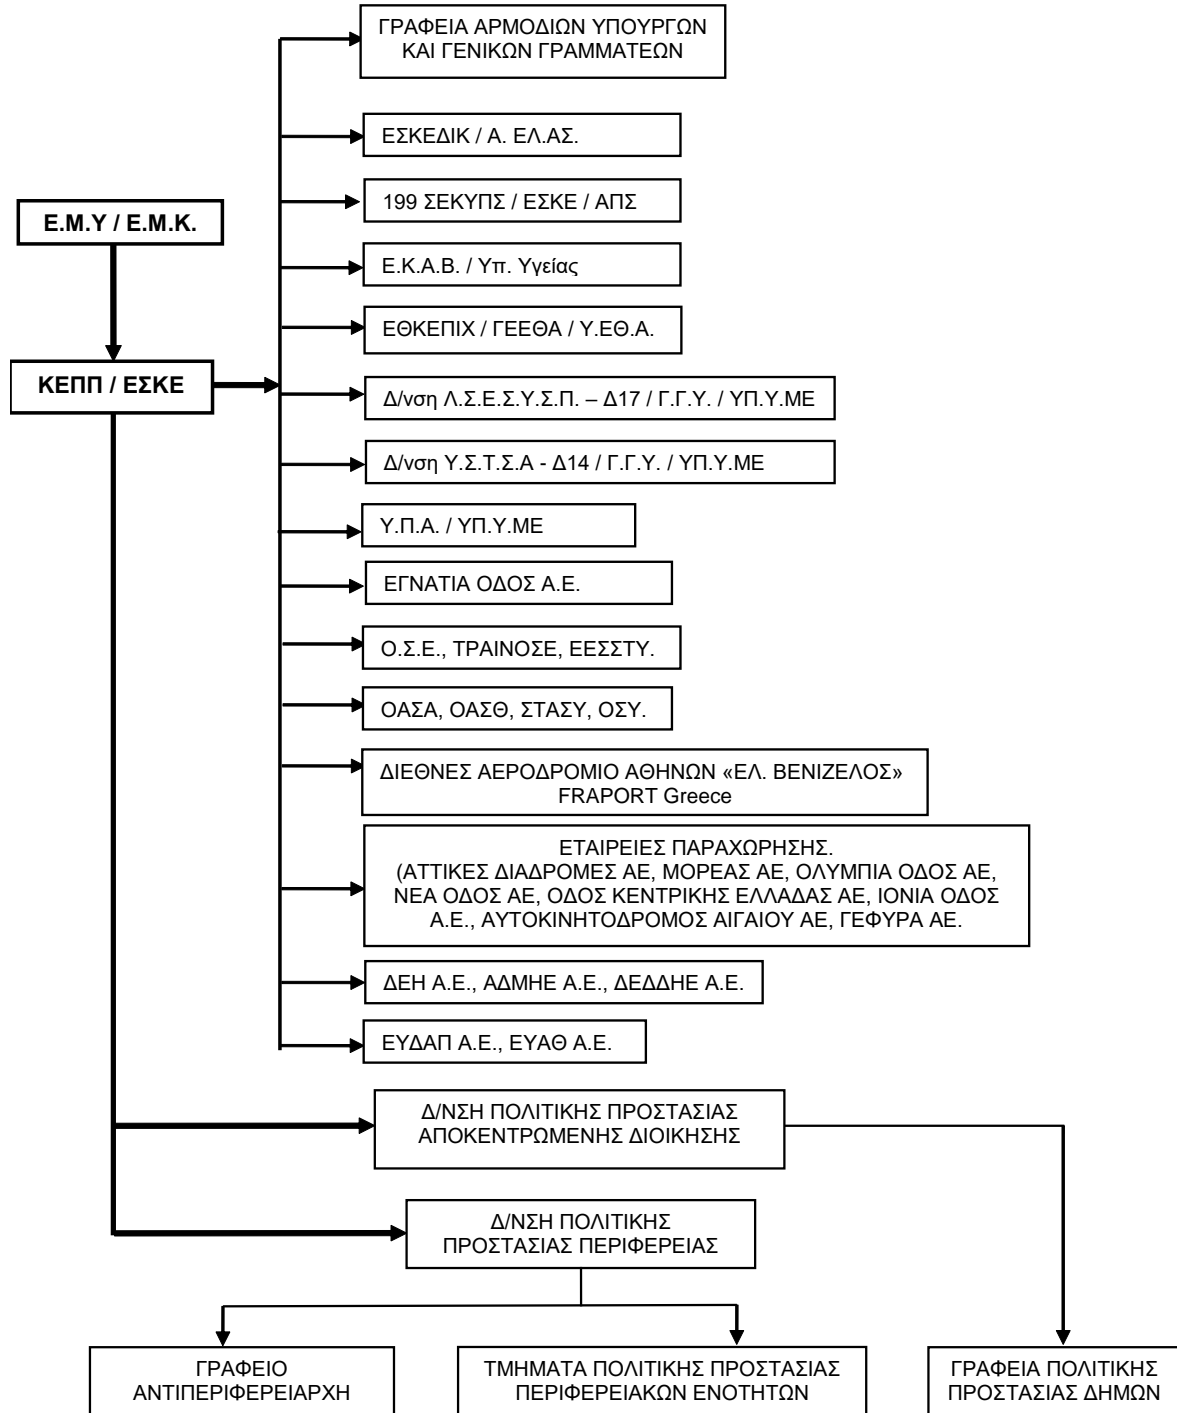 ΓΡΑΦΕΙΑ ΑΡΜΟΔΙΩΝ ΥΠΟΥΡΓΩΝ
ΚΑΙ ΓΕΝΙΚΩΝ ΓΡΑΜΜΑΤΕΩΝ
ΕΣΚΕΔΙΚ / Α. ΕΛ.ΑΣ.
199 ΣΕΚΥΠΣ / ΕΣΚΕ / ΑΠΣ
Ε.Μ.Υ / Ε.Μ.Κ.
Ε.Κ.Α.Β. / Υπ. Υγείας
ΕΘΚΕΠΙΧ / ΓΕΕΘΑ / Υ.ΕΘ.Α.
ΚΕΠΠ / ΕΣΚΕ
Δ/νση Λ.Σ.Ε.Σ.Υ.Σ.Π. – Δ17 / Γ.Γ.Υ. / ΥΠ.Υ.ΜΕ
Δ/νση Υ.Σ.Τ.Σ.Α - Δ14 / Γ.Γ.Υ. / ΥΠ.Υ.ΜΕ
Υ.Π.Α. / ΥΠ.Υ.ΜΕ
ΕΓΝΑΤΙΑ ΟΔΟΣ Α.Ε.
Ο.Σ.Ε., ΤΡΑΙΝΟΣΕ, ΕΕΣΣΤΥ.
ΟΑΣΑ, ΟΑΣΘ, ΣΤΑΣΥ, ΟΣΥ.
ΔΙΕΘΝΕΣ ΑΕΡΟΔΡΟΜΙΟ ΑΘΗΝΩΝ «ΕΛ. ΒΕΝΙΖΕΛΟΣ»
FRAPORT Greece
ΕΤΑΙΡΕΙΕΣ ΠΑΡΑΧΩΡΗΣΗΣ.
(ΑΤΤΙΚΕΣ ΔΙΑΔΡΟΜΕΣ ΑΕ, ΜΟΡΕΑΣ ΑΕ, ΟΛΥΜΠΙΑ ΟΔΟΣ ΑΕ,
ΝΕΑ ΟΔΟΣ ΑΕ, ΟΔΟΣ ΚΕΝΤΡΙΚΗΣ ΕΛΛΑΔΑΣ ΑΕ, ΙΟΝΙΑ ΟΔΟΣ
Α.Ε., ΑΥΤΟΚΙΝΗΤΟΔΡΟΜΟΣ ΑΙΓΑΙΟΥ ΑΕ, ΓΕΦΥΡΑ ΑΕ.
ΔΕΗ Α.Ε., ΑΔΜΗΕ Α.Ε., ΔΕΔΔΗΕ Α.Ε.
ΕΥΔΑΠ Α.Ε., ΕΥΑΘ Α.Ε.
Δ/ΝΣΗ ΠΟΛΙΤΙΚΗΣ ΠΡΟΣΤΑΣΙΑΣ
ΑΠΟΚΕΝΤΡΩΜΕΝΗΣ ΔΙΟΙΚΗΣΗΣ
Δ/ΝΣΗ ΠΟΛΙΤΙΚΗΣ
ΠΡΟΣΤΑΣΙΑΣ ΠΕΡΙΦΕΡΕΙΑΣ
ΓΡΑΦΕΙΟ
ΑΝΤΙΠΕΡΙΦΕΡΕΙΑΡΧΗ
ΤΜΗΜΑΤΑ ΠΟΛΙΤΙΚΗΣ ΠΡΟΣΤΑΣΙΑΣ
ΠΕΡΙΦΕΡΕΙΑΚΩΝ ΕΝΟΤΗΤΩΝ
ΓΡΑΦΕΙΑ ΠΟΛΙΤΙΚΗΣ
ΠΡΟΣΤΑΣΙΑΣ ΔΗΜΩΝ